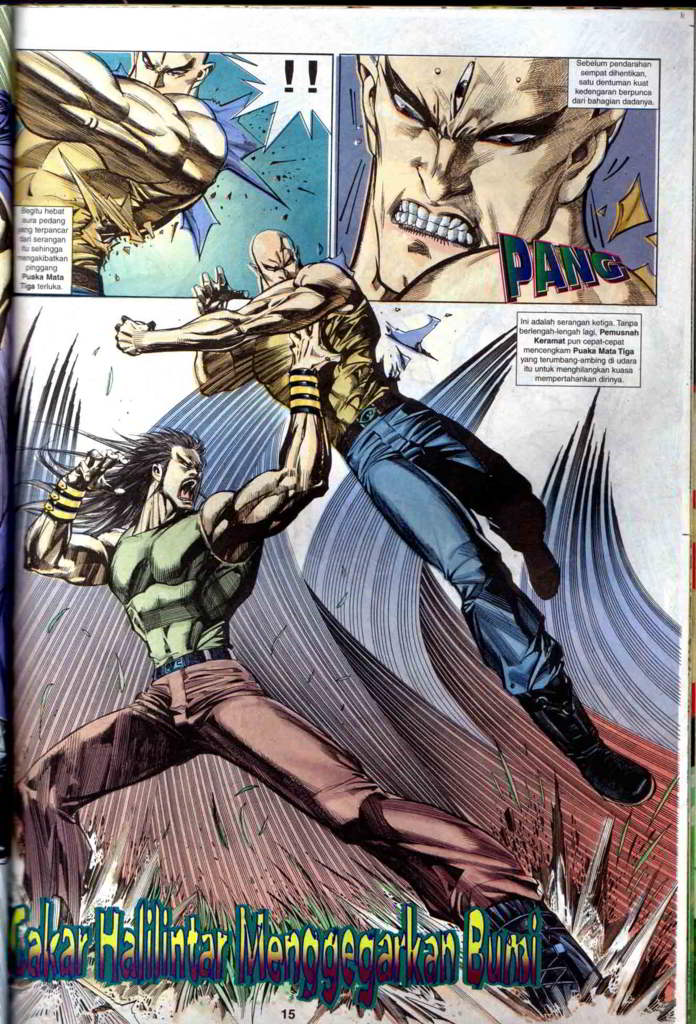 !!
Sebelum pendarahan
sempat dihentikan,
satu dentuman kuat
kedengaran berpunca
dari bahagian dadanya.
Begitu hebat
aura pedang
yang terpancar
dari serangan
itu sehingga
mengakibatkan
pinggang
Puaka Mata
Tiga terluka.
PANG
Ini adalah serangan ketiga. Tanpa
berlengah-lengah lagi, Pemusnah
Keramat pun cepat-cepat
mencengkam Puaka Mata Tiga
yang terumbang-ambing di udara
itu untuk menghilangkan kuasa
mempertahankan dirinya.
Cakar Halilintar Menggegarkan Bumi
15